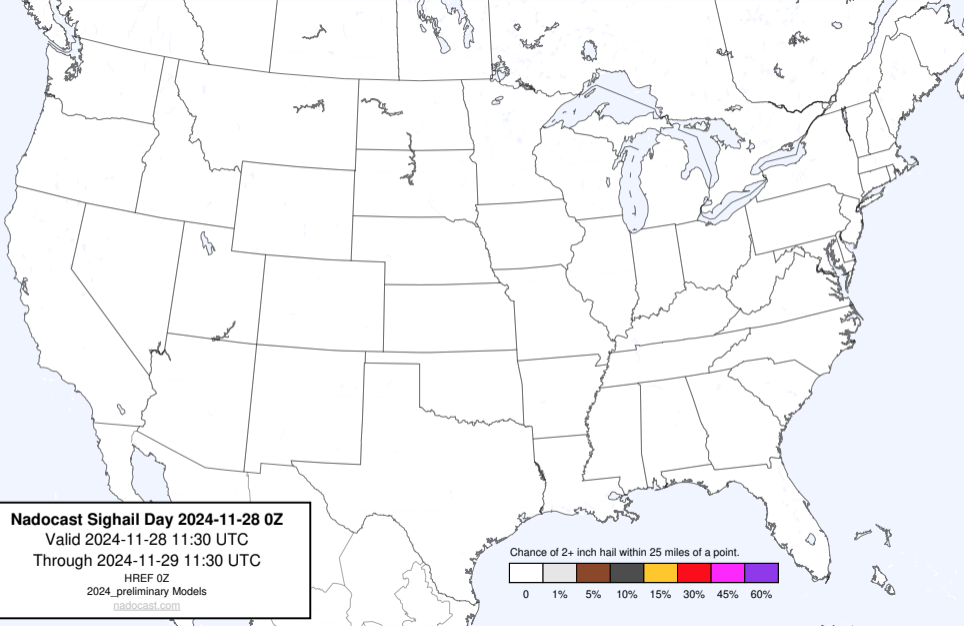 Nadocast Sighail Day 2024-11-28 0Z
Valid 2024-11-28 11:30 UTC
Through 2024-11-29 11:30 UTC
HREF 0Z
2024_preliminary Models
nadocast.com
Chance of 2+ inch hail within 25 miles of a point.
0 1% 5% 10% 15% 30% 45% 60%